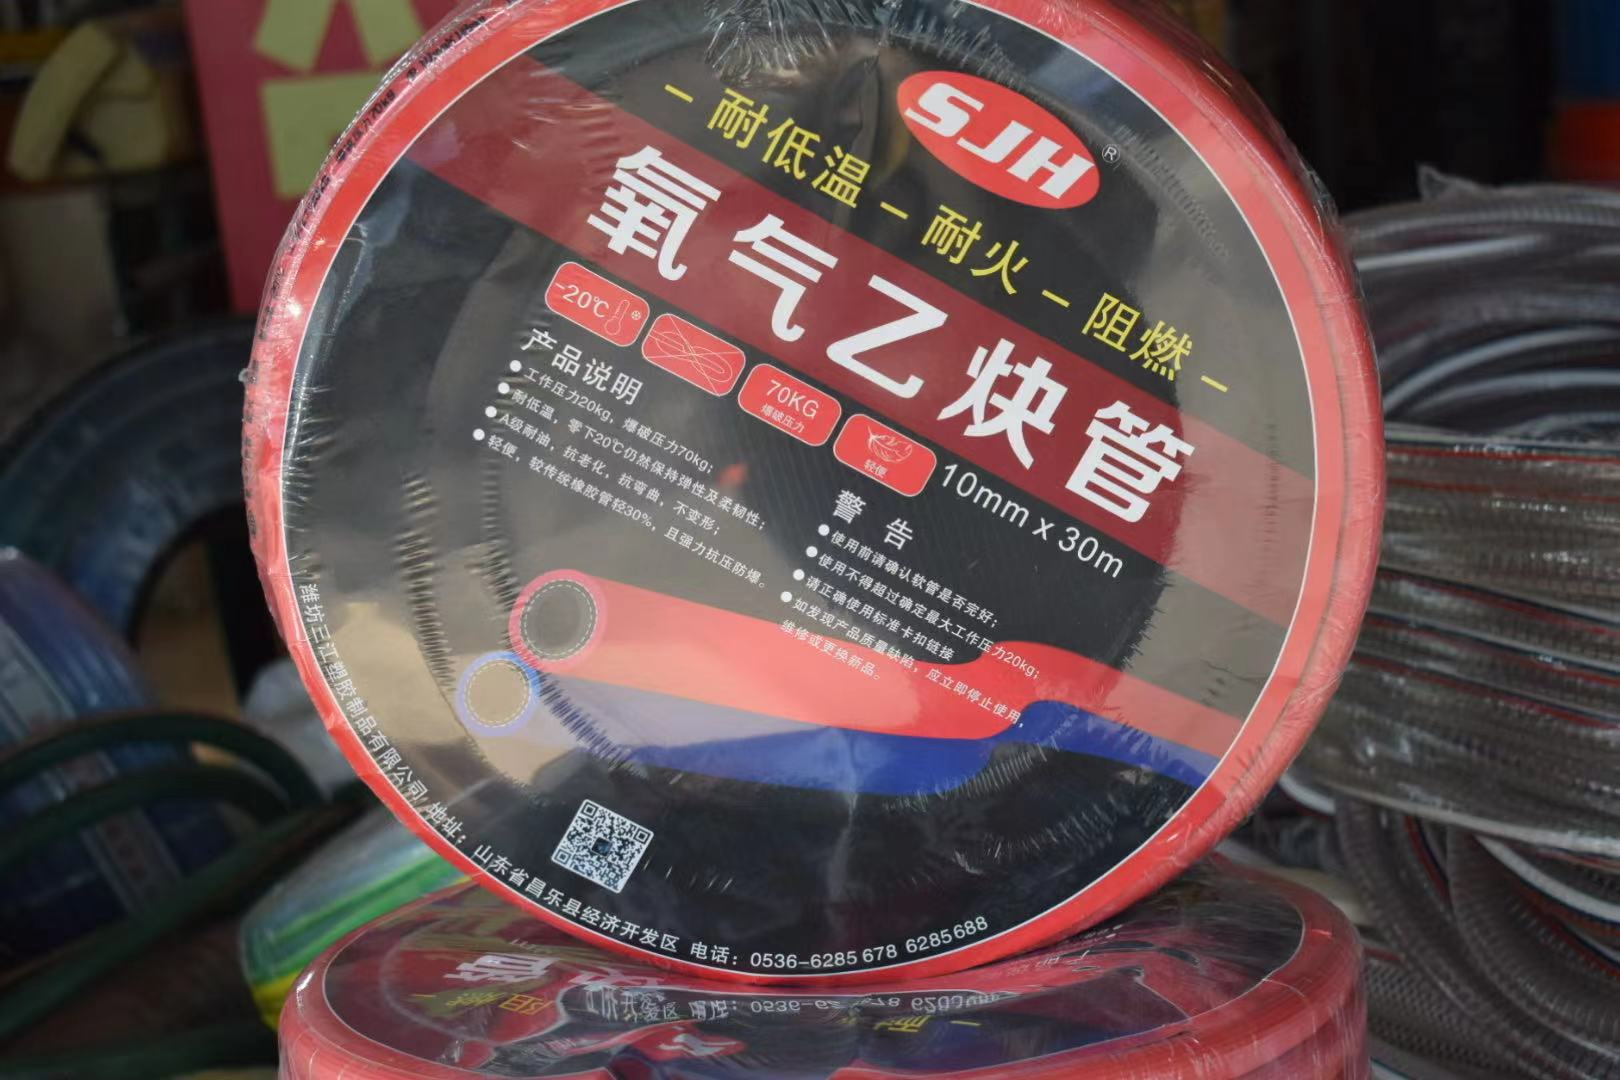 SJH®
－耐低温－耐火－阻燃－
氧气乙炔管
-20℃
70KG
爆破压力
轻便
10mm x 30m
产品说明
工作压力20kg，爆破压力70kg；
耐低温，零下20℃仍然保持弹性及柔韧性；
A级耐油，抗老化，抗弯曲，不变形；
轻便，较传统橡胶管轻30%，且强力抗压防爆。
警告
使用前请确认软管是否完好；
使用不得超过确定最大工作压力20kg；
请正确使用标准卡扣链接
如发现产品质量缺陷，应立即停止使用，
维修或更换新品。
潍坊三江塑胶制品有限公司 地址：山东省昌乐县经济开发区 电话：0536-6285678 6285688